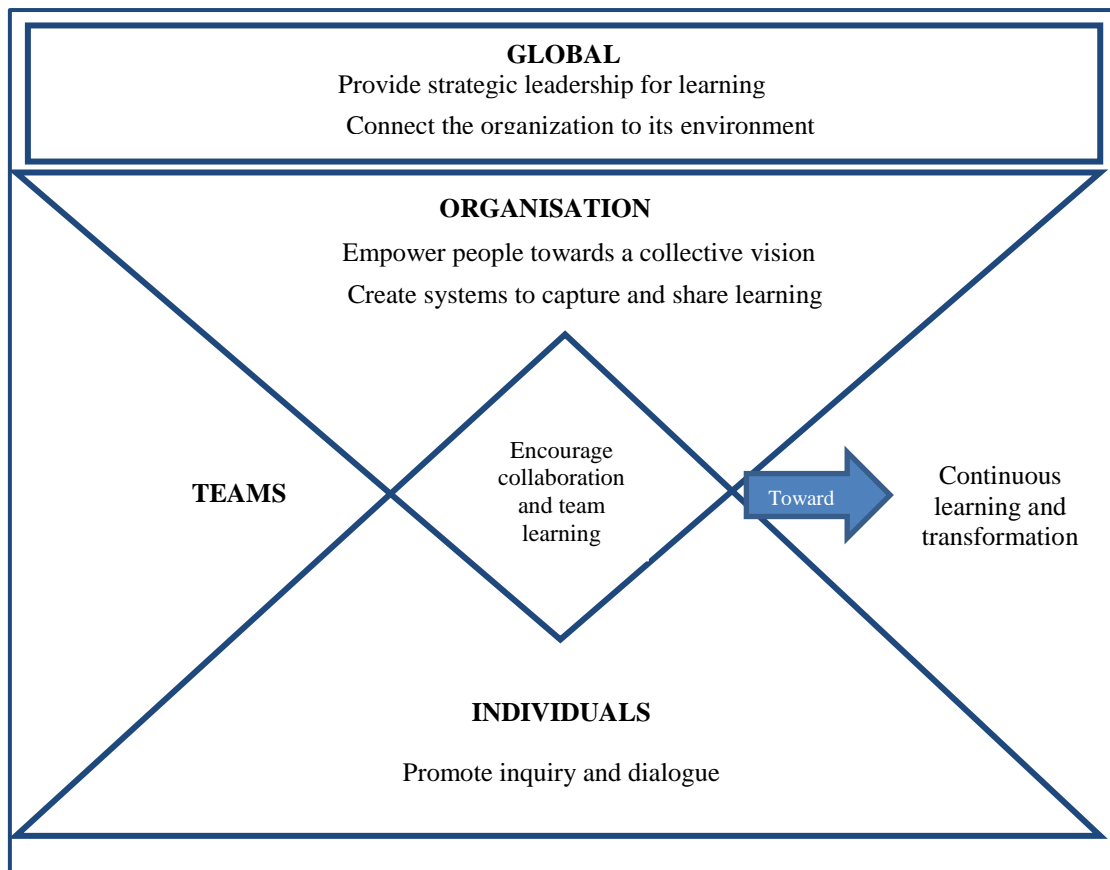 GLOBAL
Provide strategic leadership for learning
Connect the organization to its environment
ORGANISATION
Empower people towards a collective vision
Create systems to capture and share learning
Encourage
collaboration
and team
learning
TEAMS
Toward
Continuous
learning and
transformation
INDIVIDUALS
Promote inquiry and dialogue